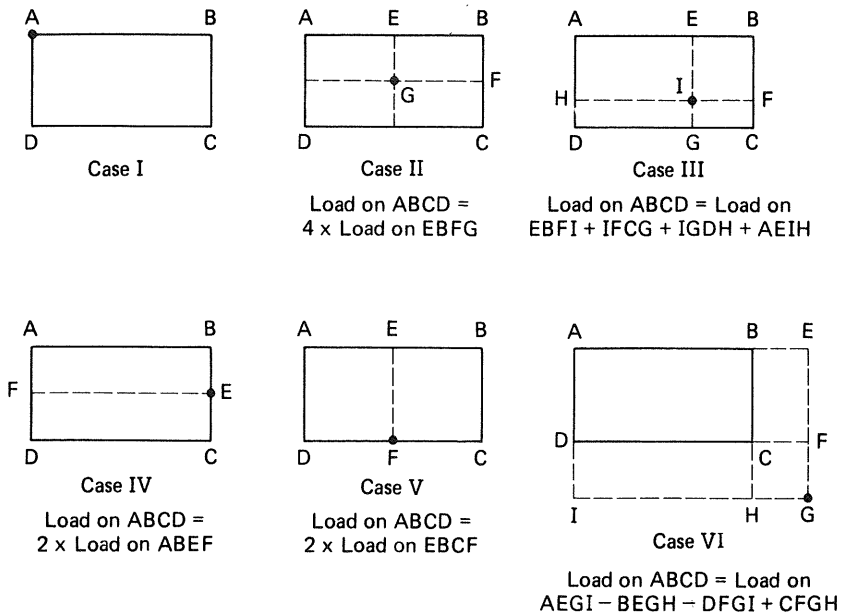 A B
D C
Case I
A E B
F
G
D C
Case II
Load on ABCD =
4 x Load on EBFG
A E B
H I F
D G C
Case III
Load on ABCD = Load on
EBFI + IFCG + IGDH + AEIH
A B
F E
D C
Case IV
Load on ABCD =
2 x Load on ABEF
A E B
D F C
Case V
Load on ABCD =
2 x Load on EBCF
A B E
D F
C
I H G
Case VI
Load on ABCD = Load on
AEGI − BEGH − DFGI + CFGH